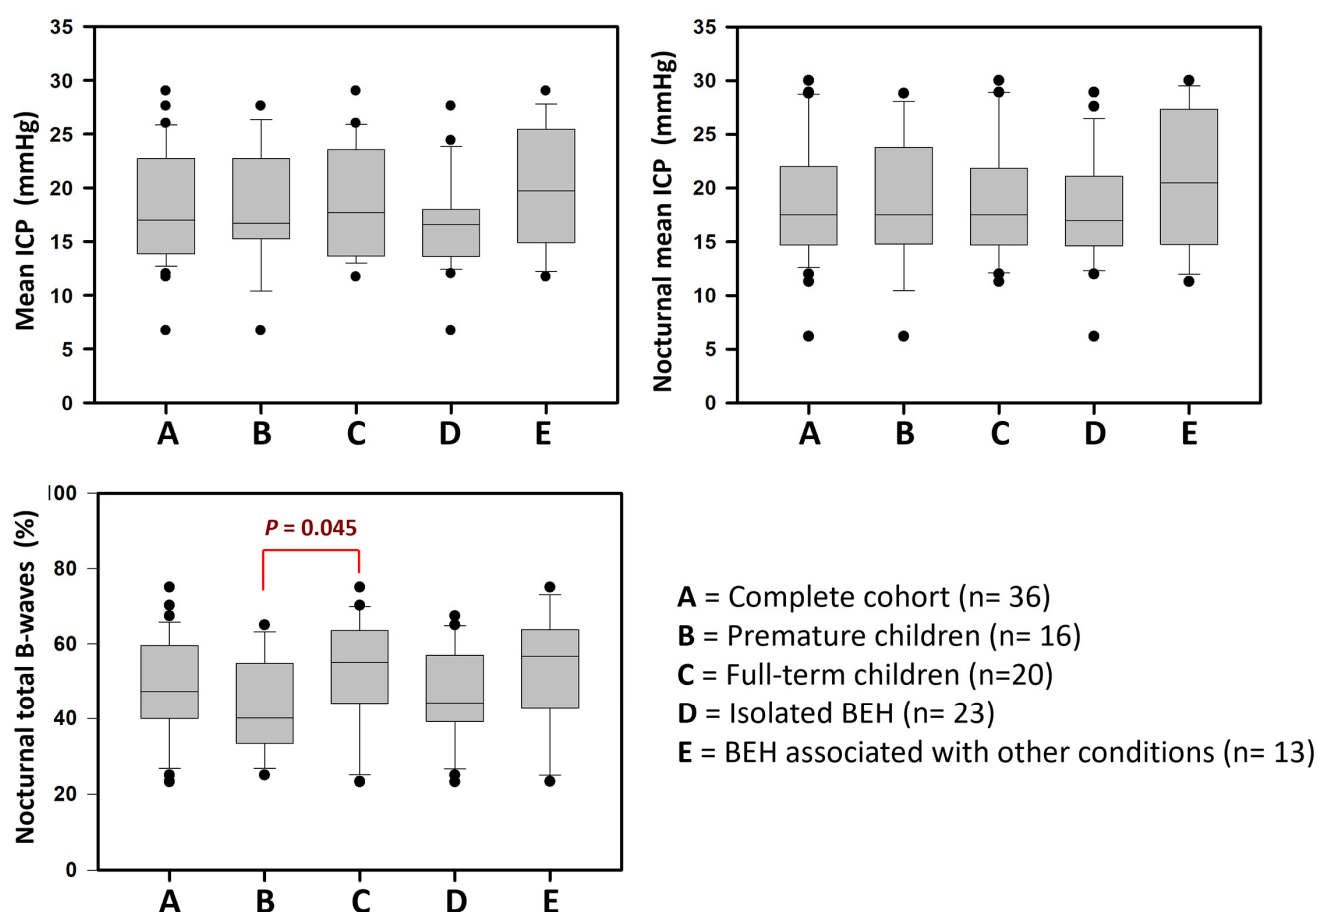 Mean ICP (mmHg)
35
30
25
20
15
10
5
0
A B C D E
Nocturnal mean ICP (mmHg)
35
30
25
20
15
10
5
0
A B C D E
Nocturnal total B-waves (%)
100
80
60
40
20
0
P = 0.045
A B C D E
A = Complete cohort (n= 36)
B = Premature children (n= 16)
C = Full-term children (n=20)
D = Isolated BEH (n= 23)
E = BEH associated with other conditions (n= 13)